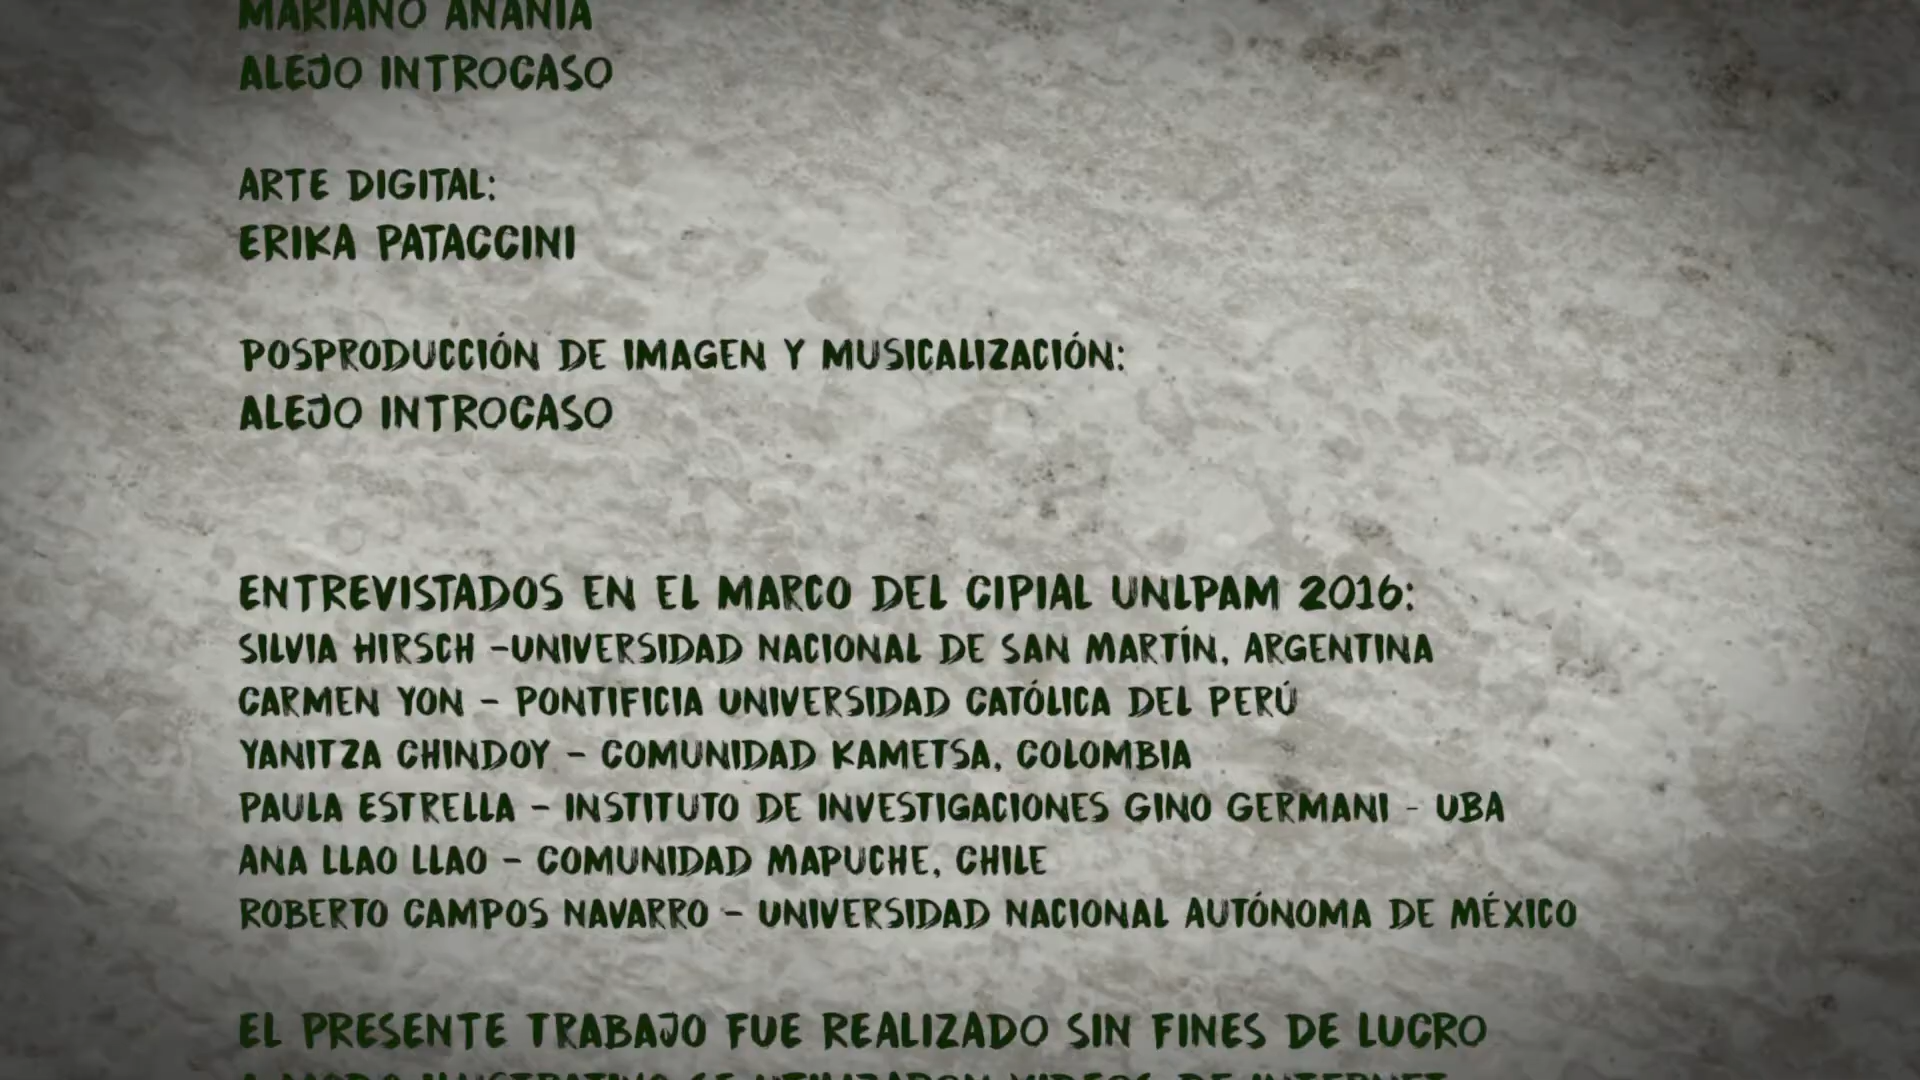 MARIANO ANANIA
ALEJO INTROCASO
ARTE DIGITAL:
ERIKA PATACCINI
POSPRODUCCIÓN DE IMAGEN Y MUSICALIZACIÓN:
ALEJO INTROCASO
ENTREVISTADOS EN EL MARCO DEL CIPIAL UNLPAM 2016:
SILVIA HIRSCH -UNIVERSIDAD NACIONAL DE SAN MARTÍN, ARGENTINA
CARMEN YON - PONTIFICIA UNIVERSIDAD CATÓLICA DEL PERÚ
YANITZA CHINDOY - COMUNIDAD KAMETSA, COLOMBIA
PAULA ESTRELLA - INSTITUTO DE INVESTIGACIONES GINO GERMANI - UBA
ANA LLAO LLAO - COMUNIDAD MAPUCHE, CHILE
ROBERTO CAMPOS NAVARRO - UNIVERSIDAD NACIONAL AUTÓNOMA DE MÉXICO
EL PRESENTE TRABAJO FUE REALIZADO SIN FINES DE LUCRO